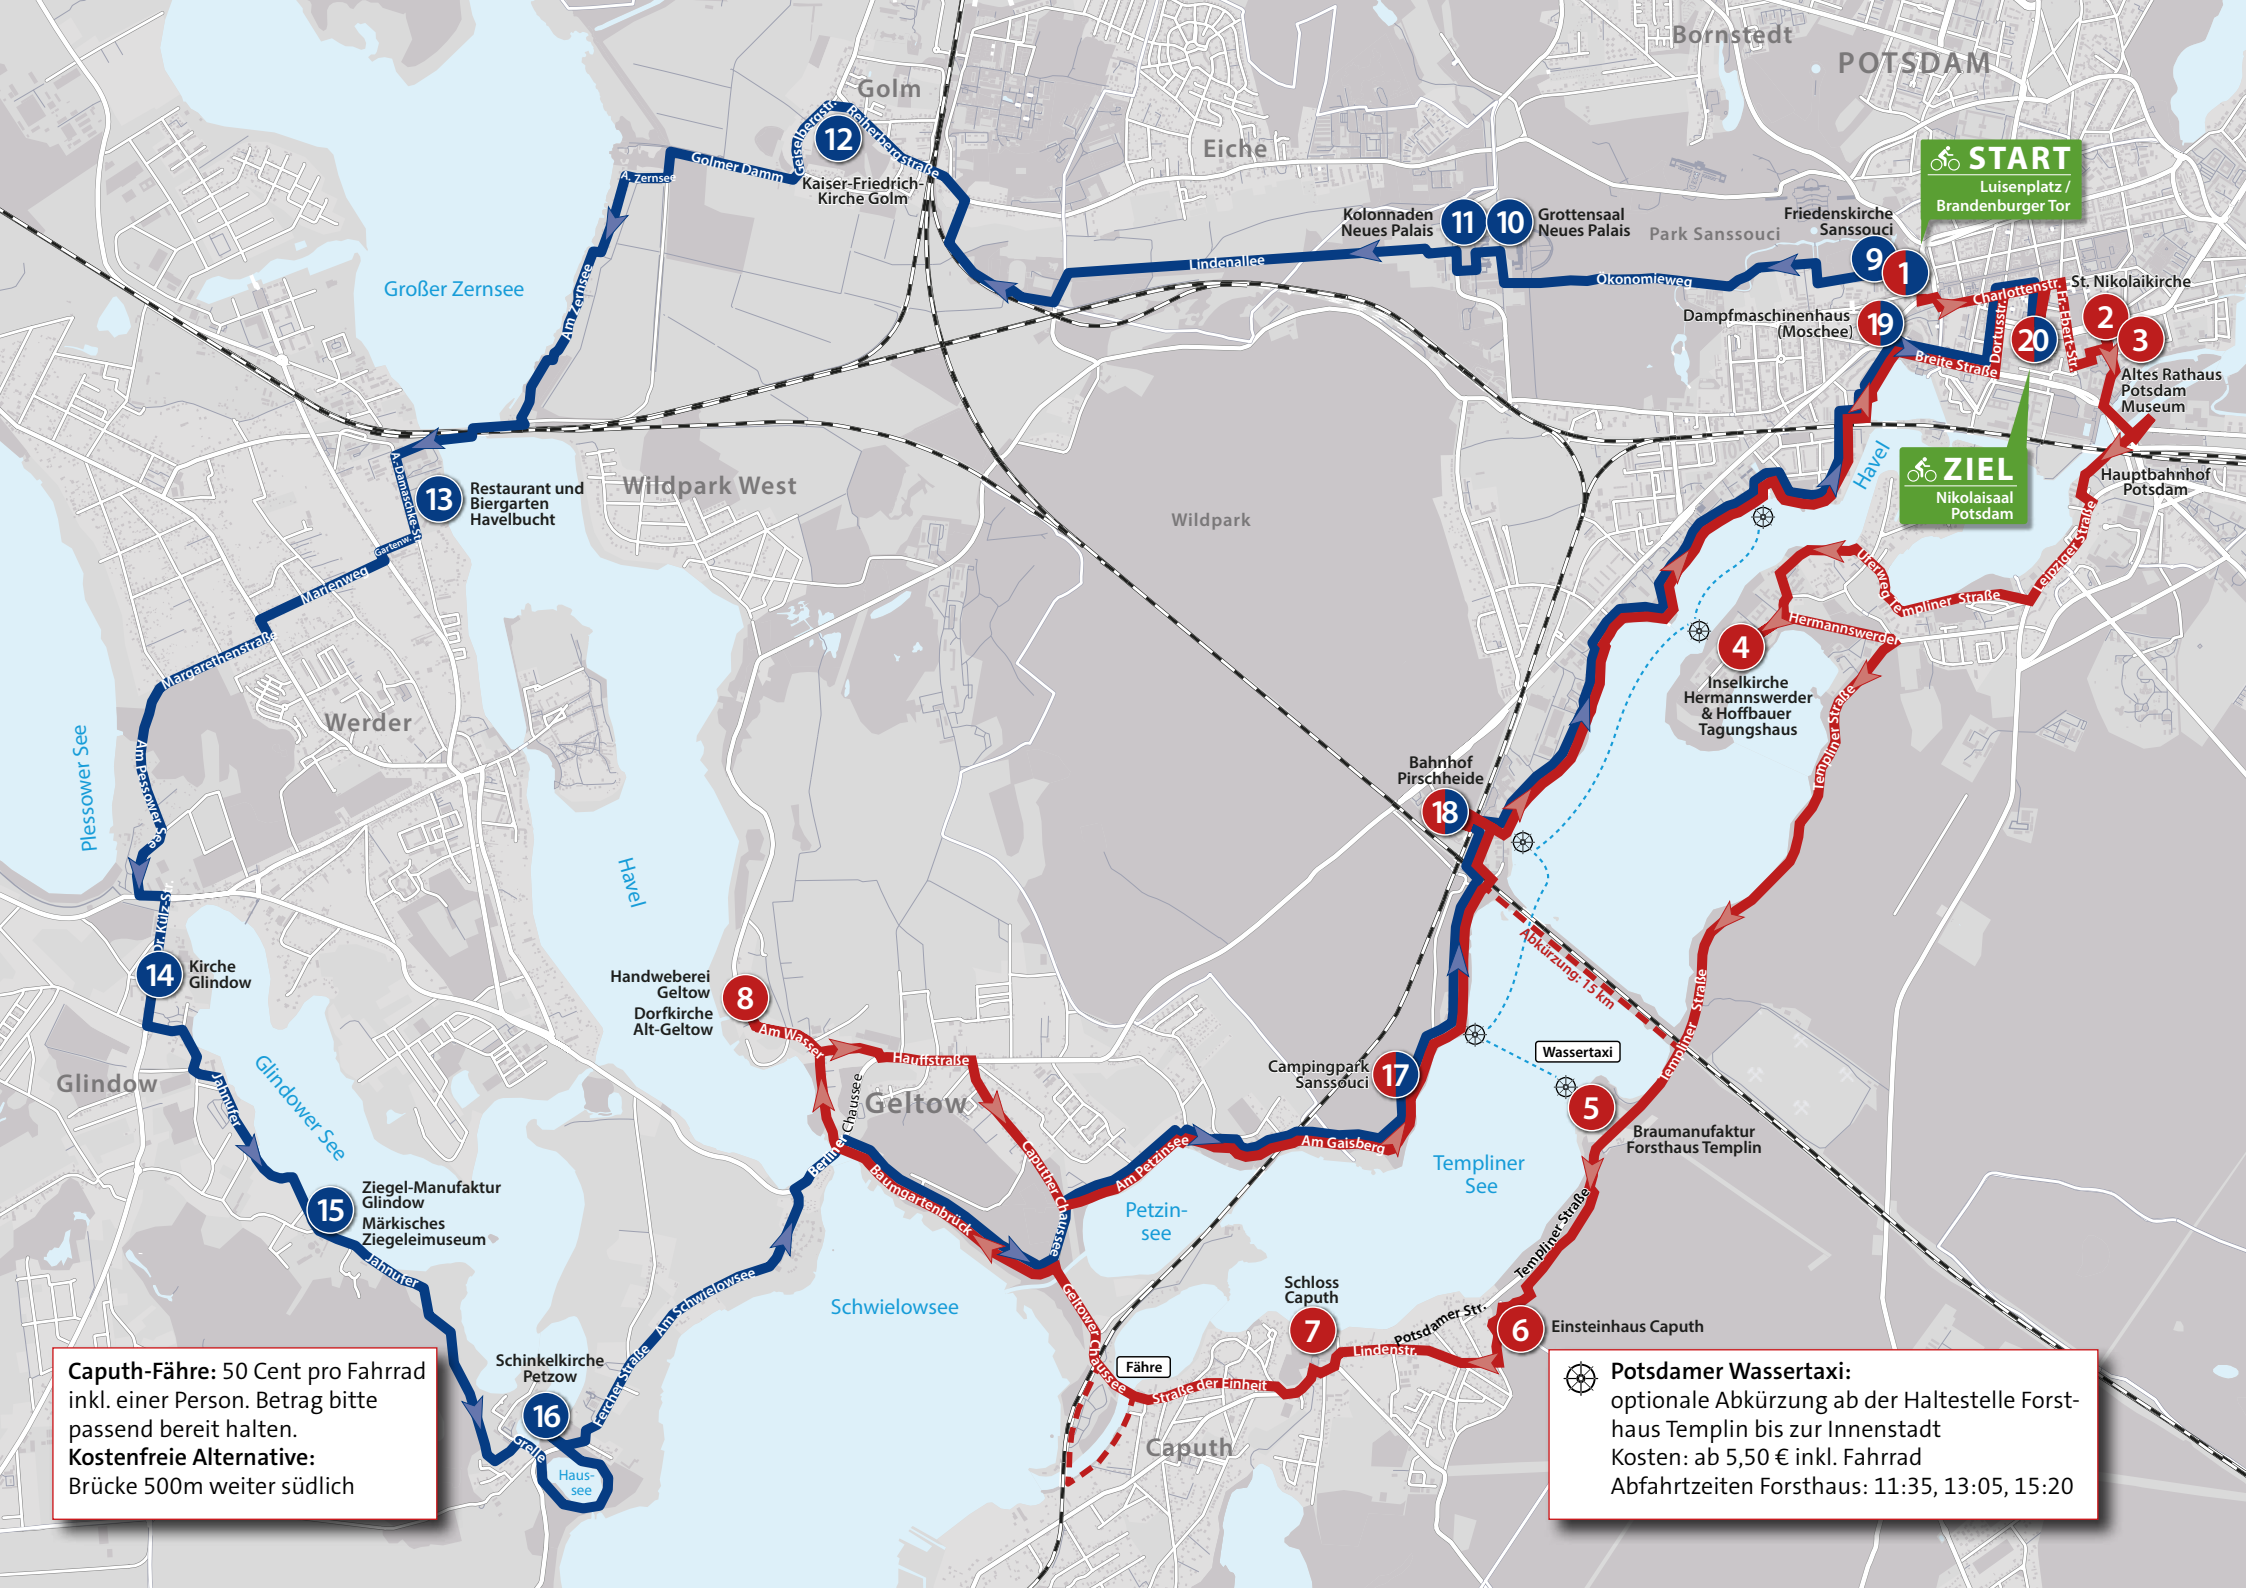 Bornstedt
POTSDAM
Golm
Eiche
START
Luisenplatz /
Brandenburger Tor
Geiselbergstr.
Reiherbergstraße
12
Kaiser-Friedrich-
Kirche Golm
Golmer Damm
A. Zernsee
Am Zernsee
Großer Zernsee
Kolonnaden
Neues Palais
11
10
Grottensaal
Neues Palais
Park Sanssouci
Friedenskirche
Sanssouci
9
1
Lindenallee
Ökonomieweg
Dampfmaschinenhaus
(Moschee)
19
Charlottenstr.
St. Nikolaikirche
Dortusstr.
20
Fr.-Ebert-Str.
2
3
Breite Straße
Altes Rathaus
Potsdam
Museum
ZIEL
Nikolaisaal
Potsdam
Hauptbahnhof
Potsdam
Havel
A.-Damaschke-St.
13
Restaurant und
Biergarten
Havelbucht
Wildpark West
Wildpark
Gartenw.
Marienweg
Margarethenstraße
Leipziger Straße
Uferweg
Templiner Straße
Hermannswerder
4
Inselkirche
Hermannswerder
& Hoffbauer
Tagungshaus
Templiner Straße
Werder
Plessower See
Am Plessower See
Bahnhof
Pirschheide
18
Havel
Dr. Külz-S.
14
Kirche
Glindow
Handweberei
Geltow
Dorfkirche
Alt-Geltow
8
Am Wasser
Abkürzung: 15 km
Templiner Straße
Hauffstraße
Wassertaxi
Campingpark
Sanssouci
17
5
Braumanufaktur
Forsthaus Templin
Glindow
Glindower See
Jahnufer
Geltow
Berliner Chaussee
Caputher Chaussee
Am Petzinsee
Am Gaisberg
Templiner
See
Petzin-
see
Baumgartenbrück
Templiner Straße
Ziegel-Manufaktur
Glindow
Märkisches
Ziegeleimuseum
15
Jahnufer
Am Schwielowsee
Schwielowsee
Geltower Chaussee
Schloss
Caputh
7
Potsdamer Str.
6
Einsteinhaus Caputh
Lindenstr.
Fähre
Straße der Einheit
Caputh
Schinkelkirche
Petzow
16
Fercher Straße
Grelle
Haus-
see
Caputh-Fähre: 50 Cent pro Fahrrad
inkl. einer Person. Betrag bitte
passend bereit halten.
Kostenfreie Alternative:
Brücke 500m weiter südlich
Potsdamer Wassertaxi:
optionale Abkürzung ab der Haltestelle Forst-
haus Templin bis zur Innenstadt
Kosten: ab 5,50 € inkl. Fahrrad
Abfahrtzeiten Forsthaus: 11:35, 13:05, 15:20